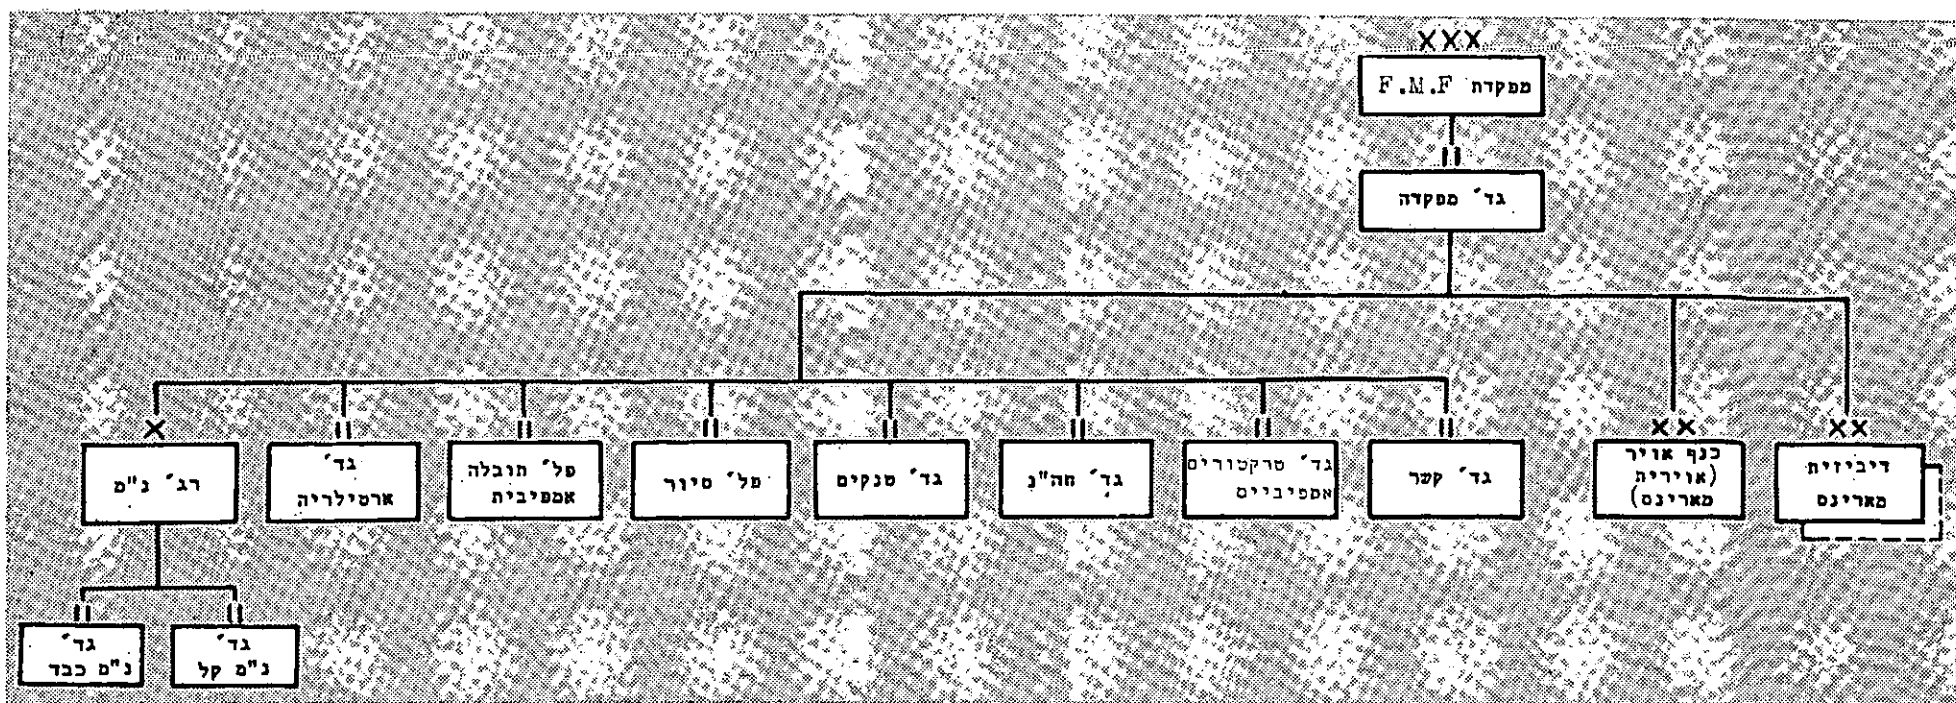 XXX
מפקדת F.M.F
II
גד׳ מפקדה
XX
דיביזית
מארינס
XX
כנף אויר
(אוירית
מארינס)
II
גד׳ קשר
II
גד׳ טרקטורים
אמפיביים
II
גד׳ חה"נ
II
גד׳ טנקים
II
פל׳ סיור
II
פל׳ תובלה
אמפיבית
II
גד׳
ארטילריה
X
רג׳ נ"מ
II
גד׳
נ"מ קל
II
גד׳
נ"מ כבד